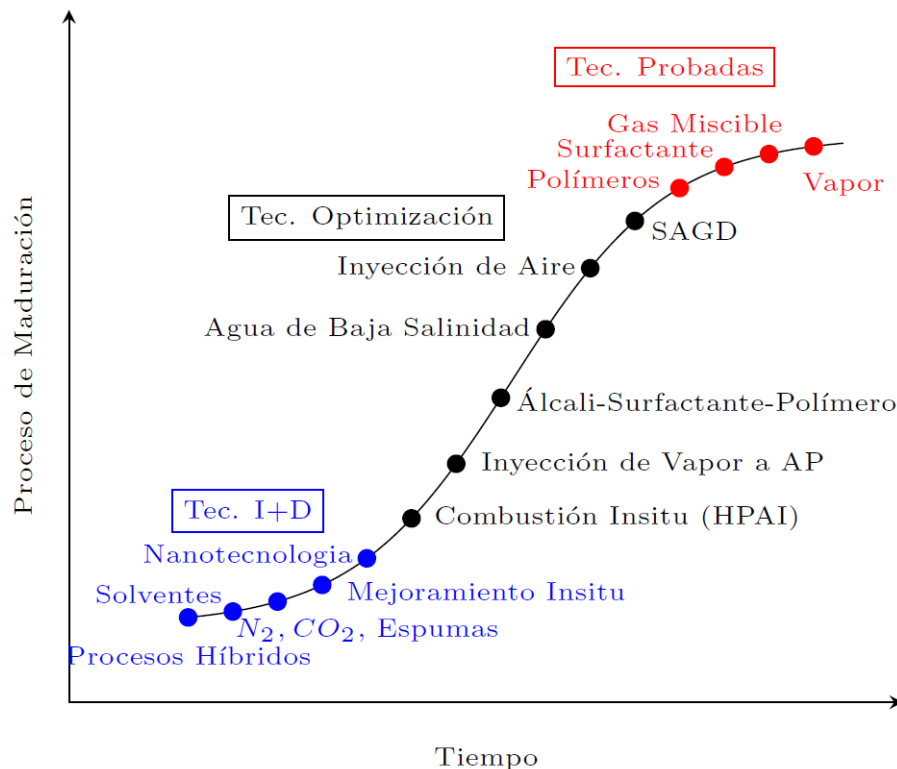 Tec. Probadas
Gas Miscible
Surfactante
Polímeros
Vapor
Tec. Optimización
SAGD
Inyección de Aire
Agua de Baja Salinidad
Álcali-Surfactante-Polímero
Inyección de Vapor a AP
Tec. I+D
Combustión Insitu (HPAI)
Nanotecnologia
Mejoramiento Insitu
Solventes
N2, CO2, Espumas
Procesos Híbridos
Proceso de Maduración
Tiempo